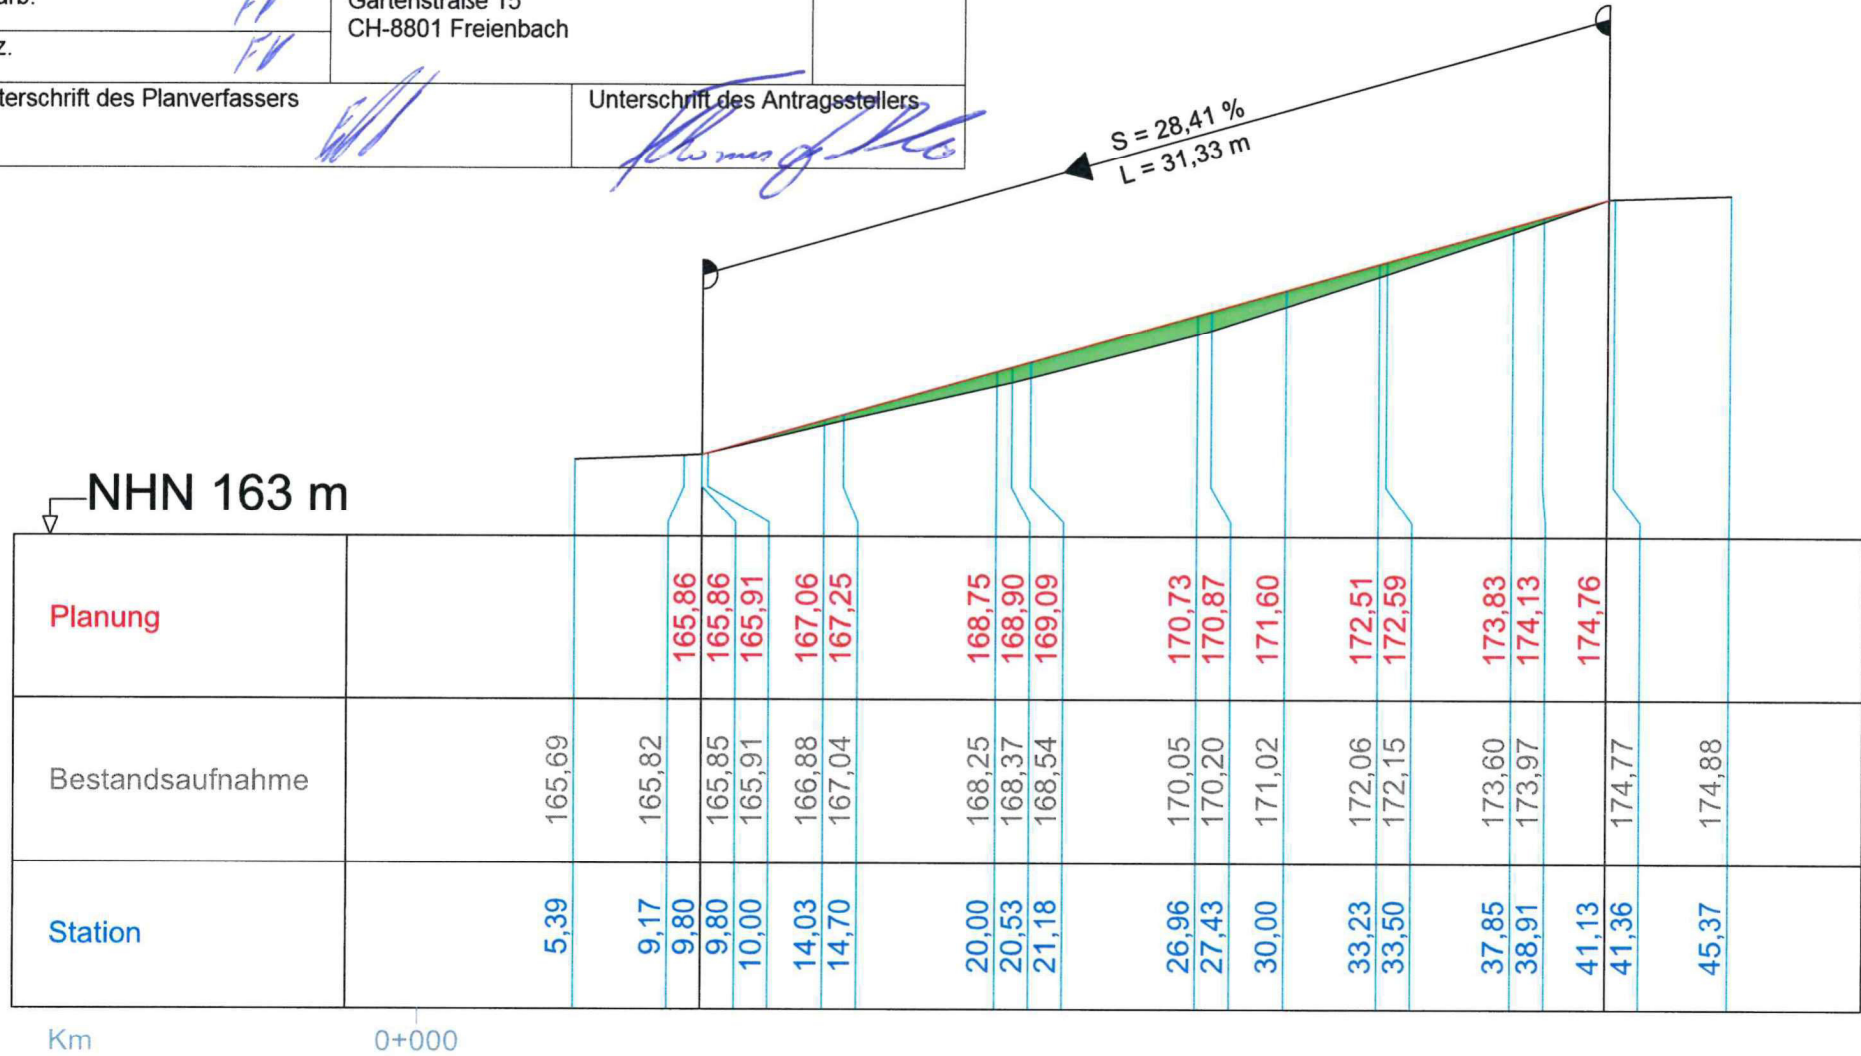 Gartenstraße 15
CH-8801 Freienbach
z.
terschrift des Planverfassers
Unterschrift des Antragsstellers
S = 28,41 %
L = 31,33 m
NHN 163 m
Planung
165,86 165,86 165,91 167,06 167,25 168,75 168,90 169,09 170,73 170,87 171,60 172,51 172,59 173,83 174,13 174,76
Bestandsaufnahme
165,69 165,82 165,85 165,91 166,88 167,04 168,25 168,37 168,54 170,05 170,20 171,02 172,06 172,15 173,60 173,97 174,77 174,88
Station
5,39 9,17 9,80 9,80 10,00 14,03 14,70 20,00 20,53 21,18 26,96 27,43 30,00 33,23 33,50 37,85 38,91 41,13 41,36 45,37
Km 0+000